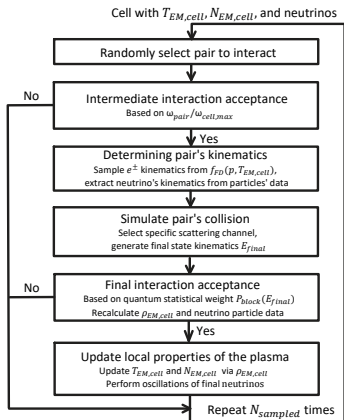 Cell with T_{EM,cell}, N_{EM,cell}, and neutrinos
Randomly select pair to interact
No
Intermediate interaction acceptance
Based on ω_{pair}/ω_{cell,max}
Yes
Determining pair's kinematics
Sample e^± kinematics from f_{FD}(p, T_{EM,cell}),
extract neutrino's kinematics from particles' data
Simulate pair's collision
Select specific scattering channel,
generate final state kinematics E_{final}
No
Final interaction acceptance
Based on quantum statistical weight P_{block}(E_{final})
Recalculate ρ_{EM,cell} and neutrino particle data
Yes
Update local properties of the plasma
Update T_{EM,cell} and N_{EM,cell} via ρ_{EM,cell}
Perform oscillations of final neutrinos
Repeat N_{sampled} times